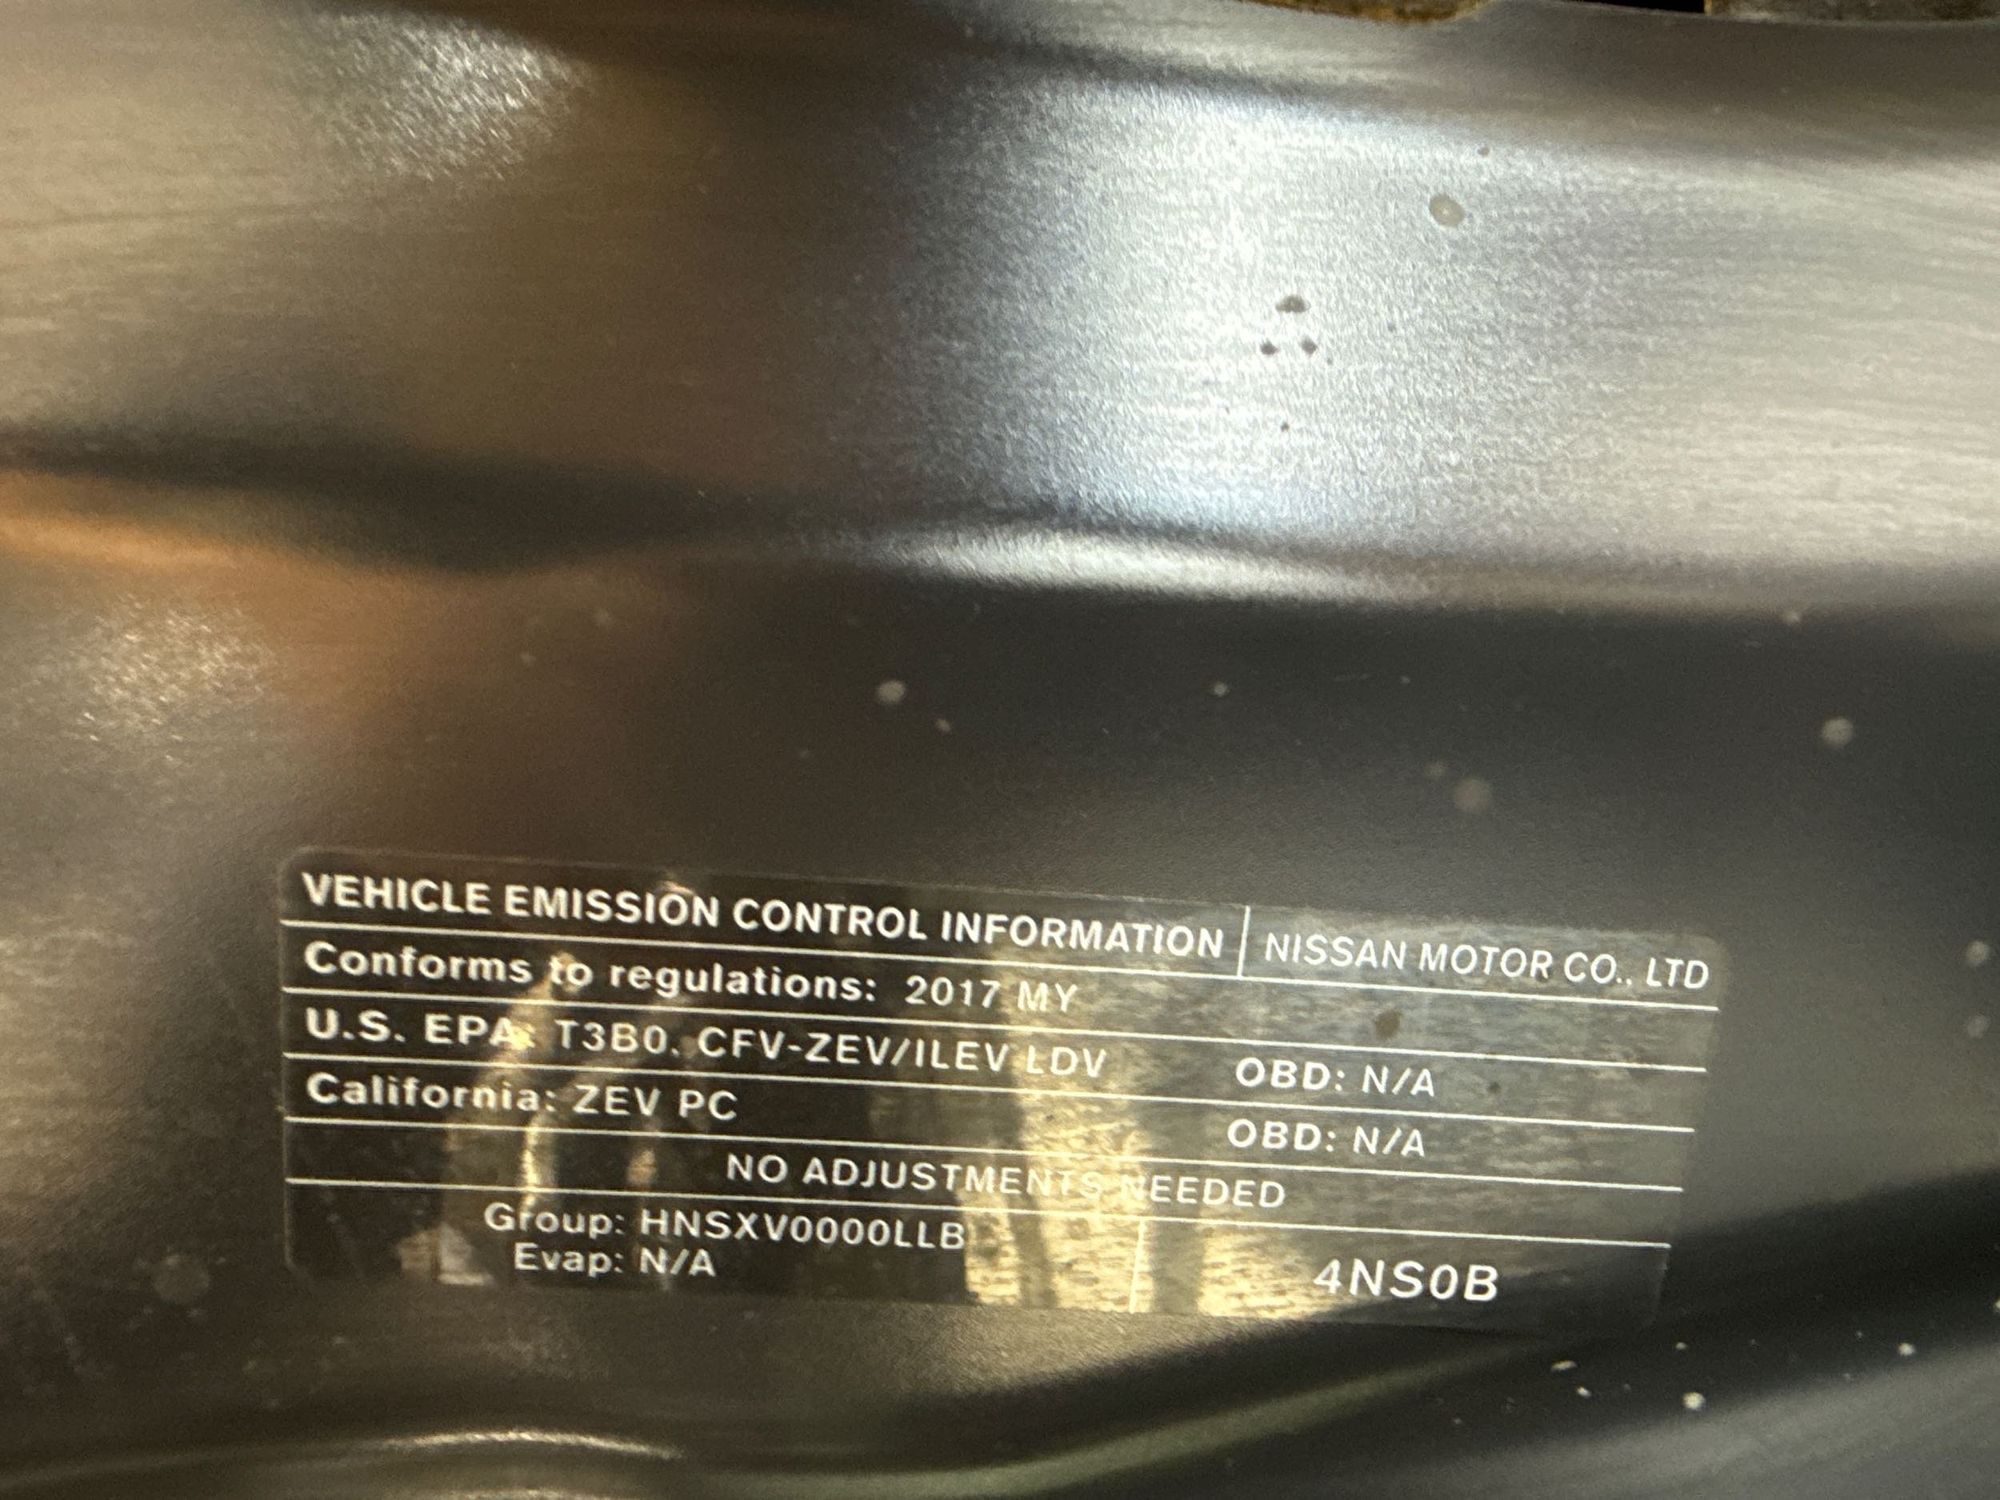 VEHICLE EMISSION CONTROL INFORMATION NISSAN MOTOR CO., LTD
Conforms to regulations: 2017 MY
U.S. EPA: T3B0. CFV-ZEV/ILEV LDV OBD: N/A
California: ZEV PC OBD: N/A
NO ADJUSTMENTS NEEDED
Group: HNSXV0000LLB
Evap: N/A
4NS0B